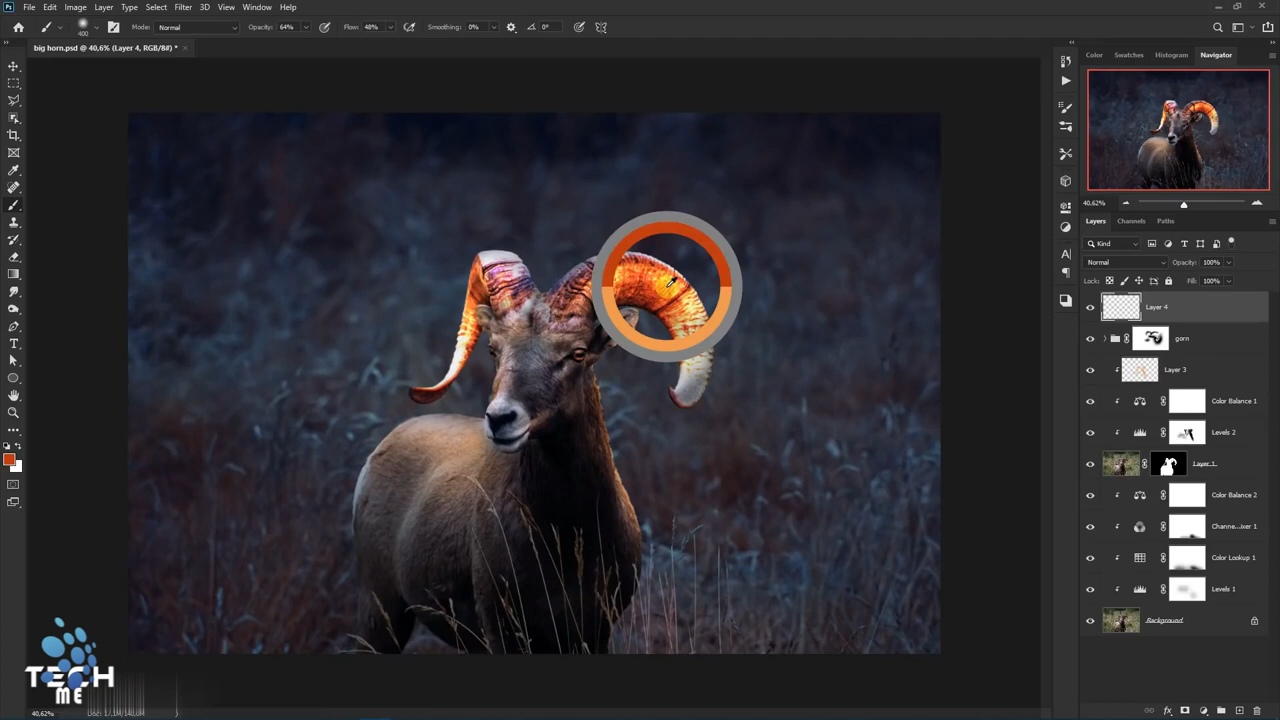 Ps File Edit Image Layer Type Select Filter 3D View Window Help
400 Mode: Normal Opacity: 64% Flow: 48% Smoothing: 0% 0°
big horn.psd @ 40,6% (Layer 4, RGB/8#) * ×
Color Swatches Histogram Navigator
40,62%
Layers Channels Paths
Kind
Normal Opacity: 100%
Lock: Fill: 100%
Layer 4
gorn
Layer 3
Color Balance 1
Levels 2
Layer 1
Color Balance 2
Channe...ixer 1
Color Lookup 1
Levels 1
Background
TECH
ME
40,62%